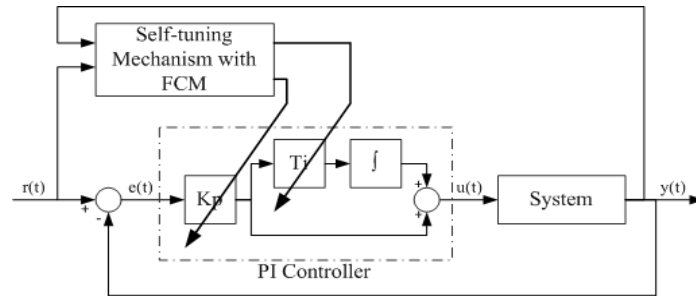 Self-tuning
Mechanism with
FCM
r(t)
+
-
e(t)
Kp
Ti
∫
+
+
u(t)
System
y(t)
PI Controller